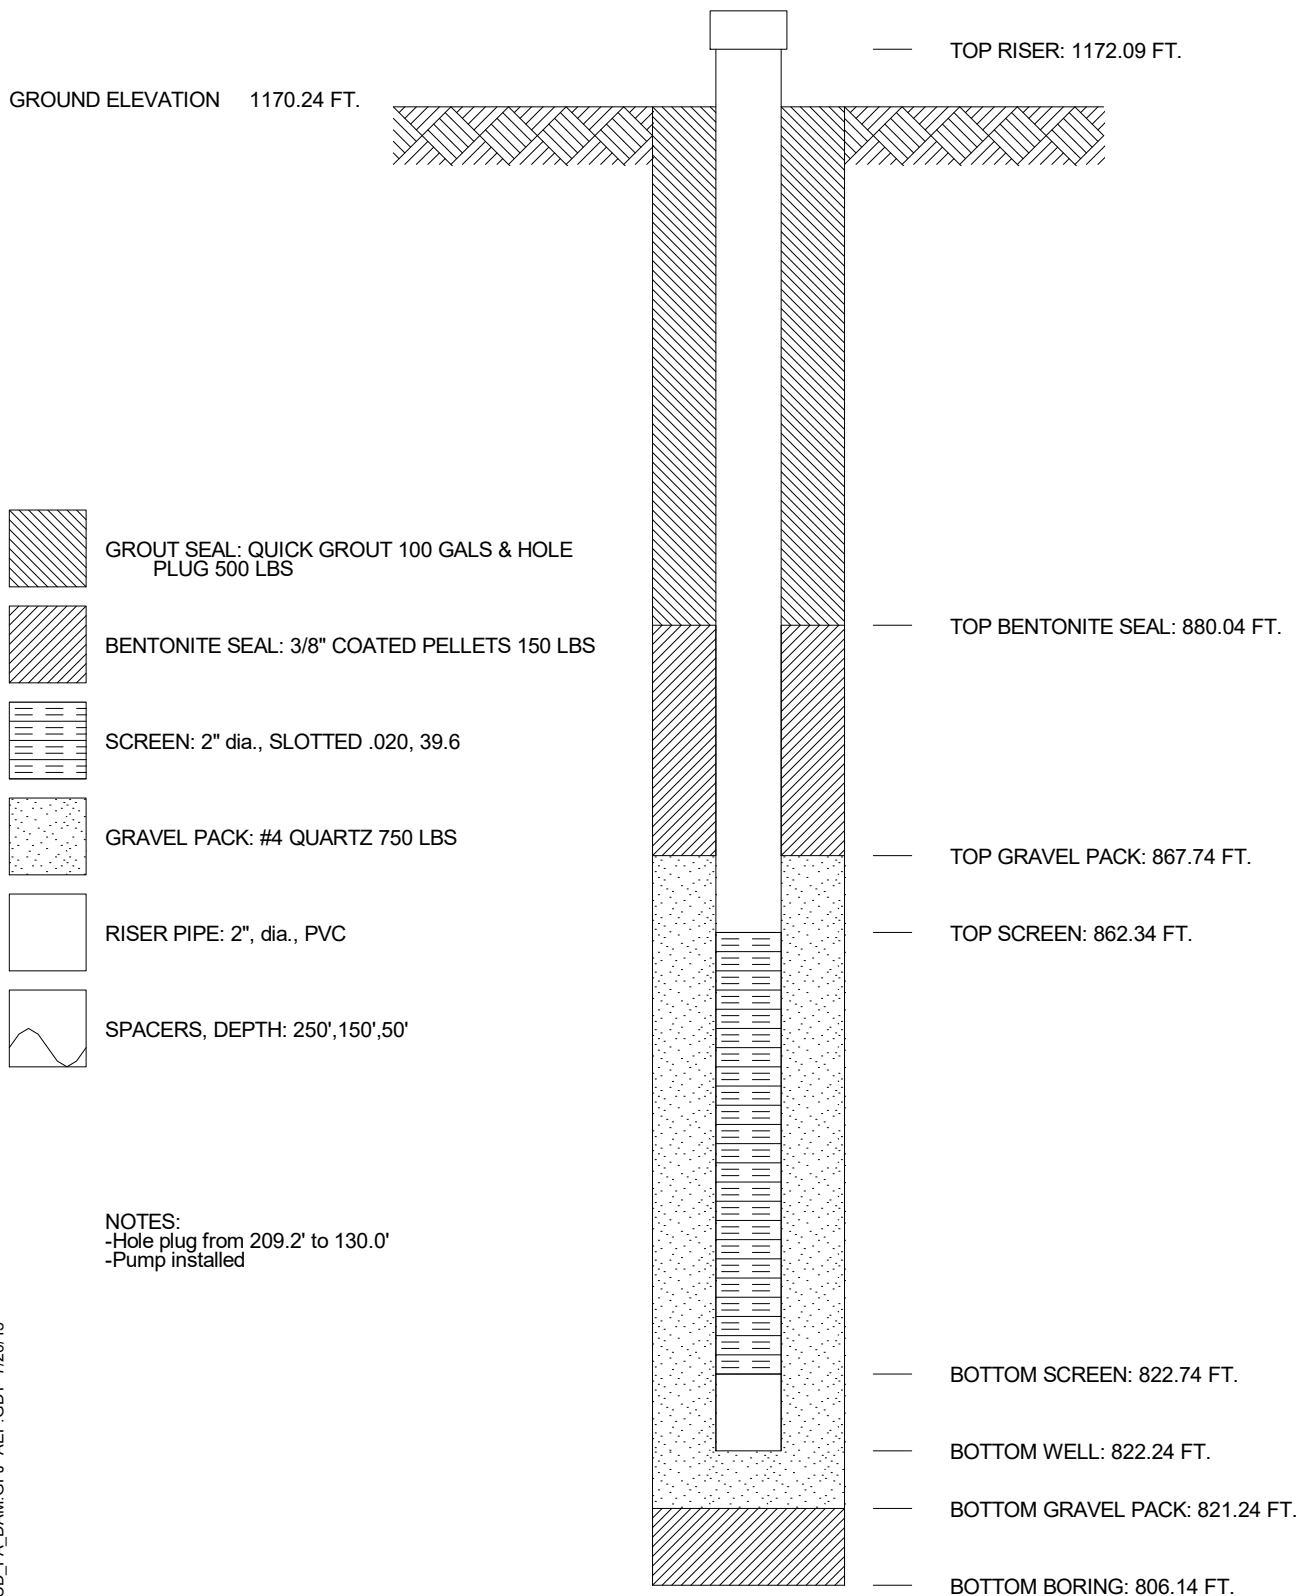 TOP RISER: 1172.09 FT.
GROUND ELEVATION 1170.24 FT.
GROUT SEAL: QUICK GROUT 100 GALS & HOLE
PLUG 500 LBS
TOP BENTONITE SEAL: 880.04 FT.
BENTONITE SEAL: 3/8" COATED PELLETS 150 LBS
SCREEN: 2" dia., SLOTTED .020, 39.6
GRAVEL PACK: #4 QUARTZ 750 LBS
TOP GRAVEL PACK: 867.74 FT.
RISER PIPE: 2", dia., PVC
TOP SCREEN: 862.34 FT.
SPACERS, DEPTH: 250',150',50'
NOTES:
-Hole plug from 209.2' to 130.0'
-Pump installed
BOTTOM SCREEN: 822.74 FT.
BOTTOM WELL: 822.24 FT.
BOTTOM GRAVEL PACK: 821.24 FT.
BOTTOM BORING: 806.14 FT.